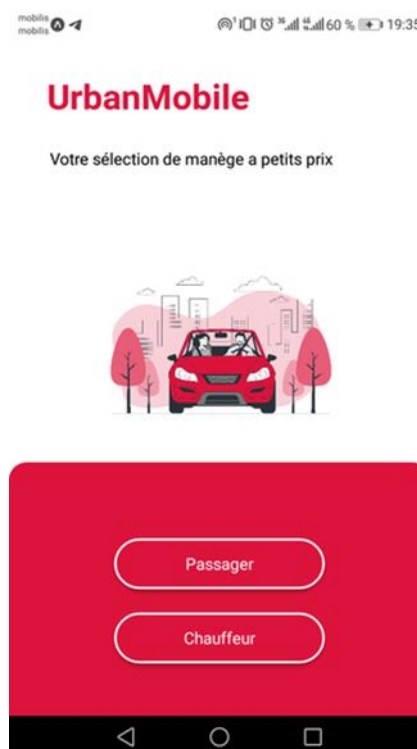 mobilis
mobilis 60 % 19:35
UrbanMobile
Votre sélection de manège a petits prix
Passager
Chauffeur